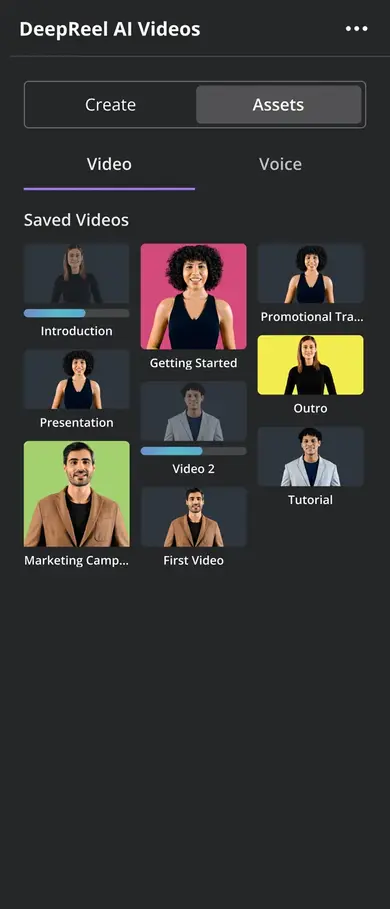 DeepReel AI Videos
Create
Assets
Video
Voice
Saved Videos
Introduction
Getting Started
Promotional Tra...
Presentation
Outro
Video 2
Tutorial
Marketing Camp...
First Video